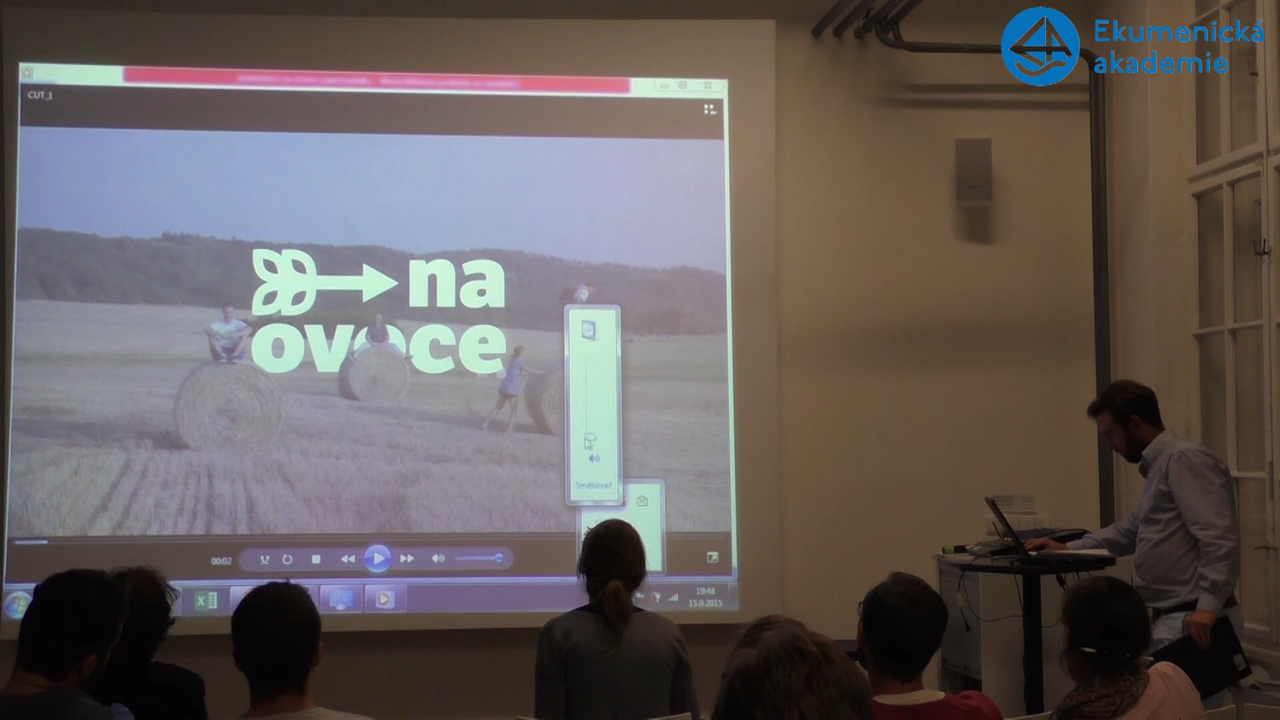 Ekumenická
akademie
CUT_1
na
ovoce
Směšovač
00:02
19:48
15.9.2015